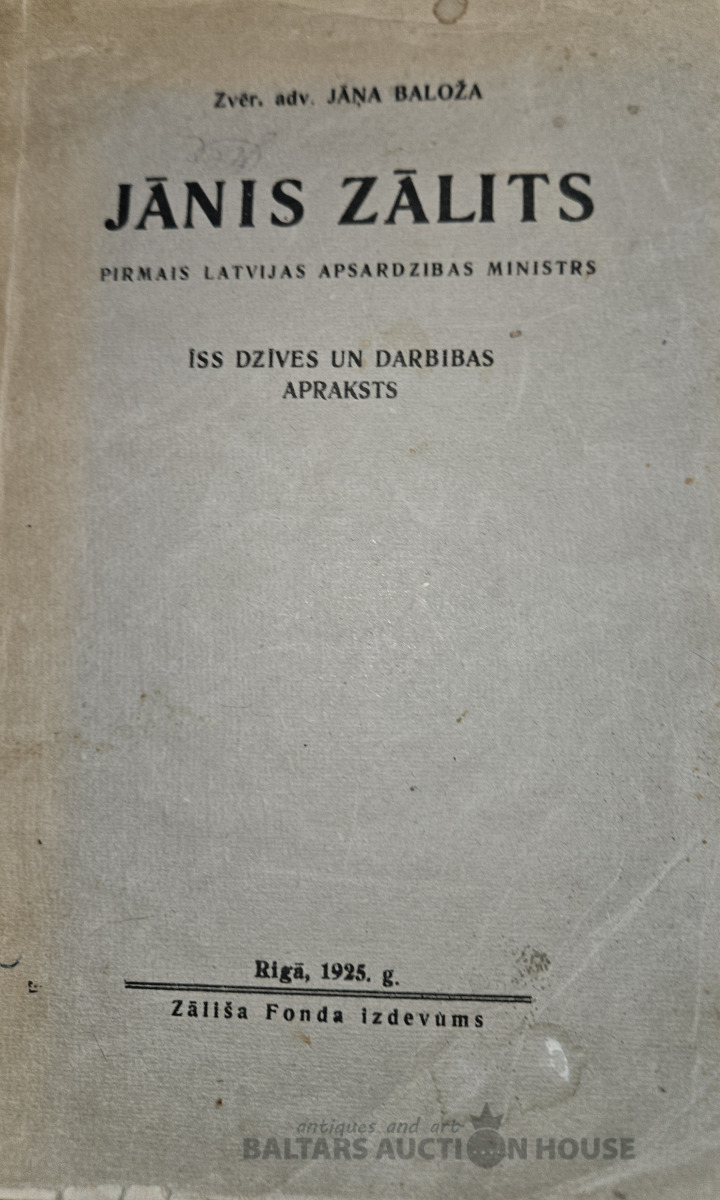 Zvēr. adv. JĀŅA BALOŽA
JĀNIS ZĀLITS
PIRMAIS LATVIJAS APSARDZIBAS MINISTRS
ĪSS DZĪVES UN DARBIBAS
APRAKSTS
Rigā, 1925. g.
Zāliša Fonda izdevums
antiques and art
BALTARS AUCTION HOUSE